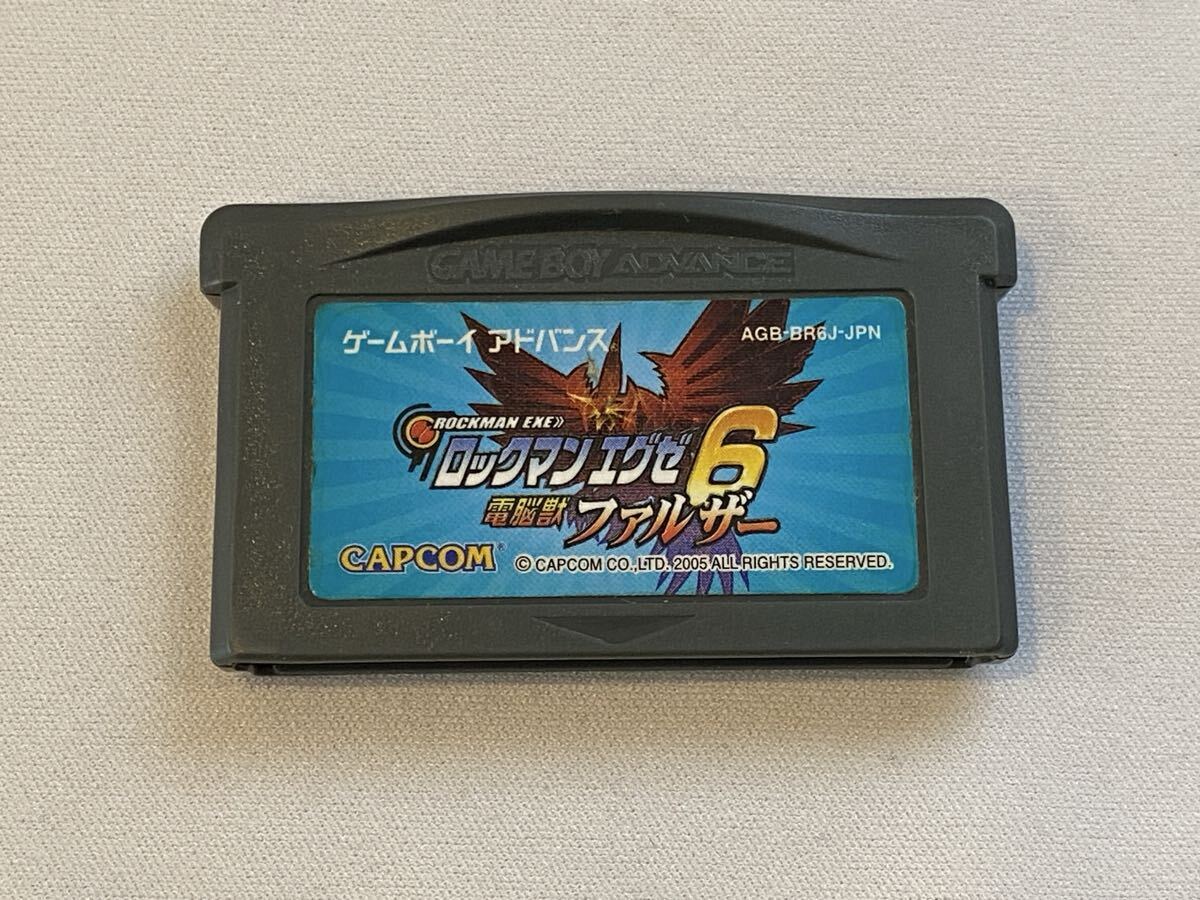 GAME BOY ADVANCE
ゲームボーイ アドバンス
AGB-BR6J-JPN
ROCKMAN EXE
ロックマン エグゼ6
電脳獣 ファルザー
CAPCOM®
© CAPCOM CO.,LTD. 2005 ALL RIGHTS RESERVED.